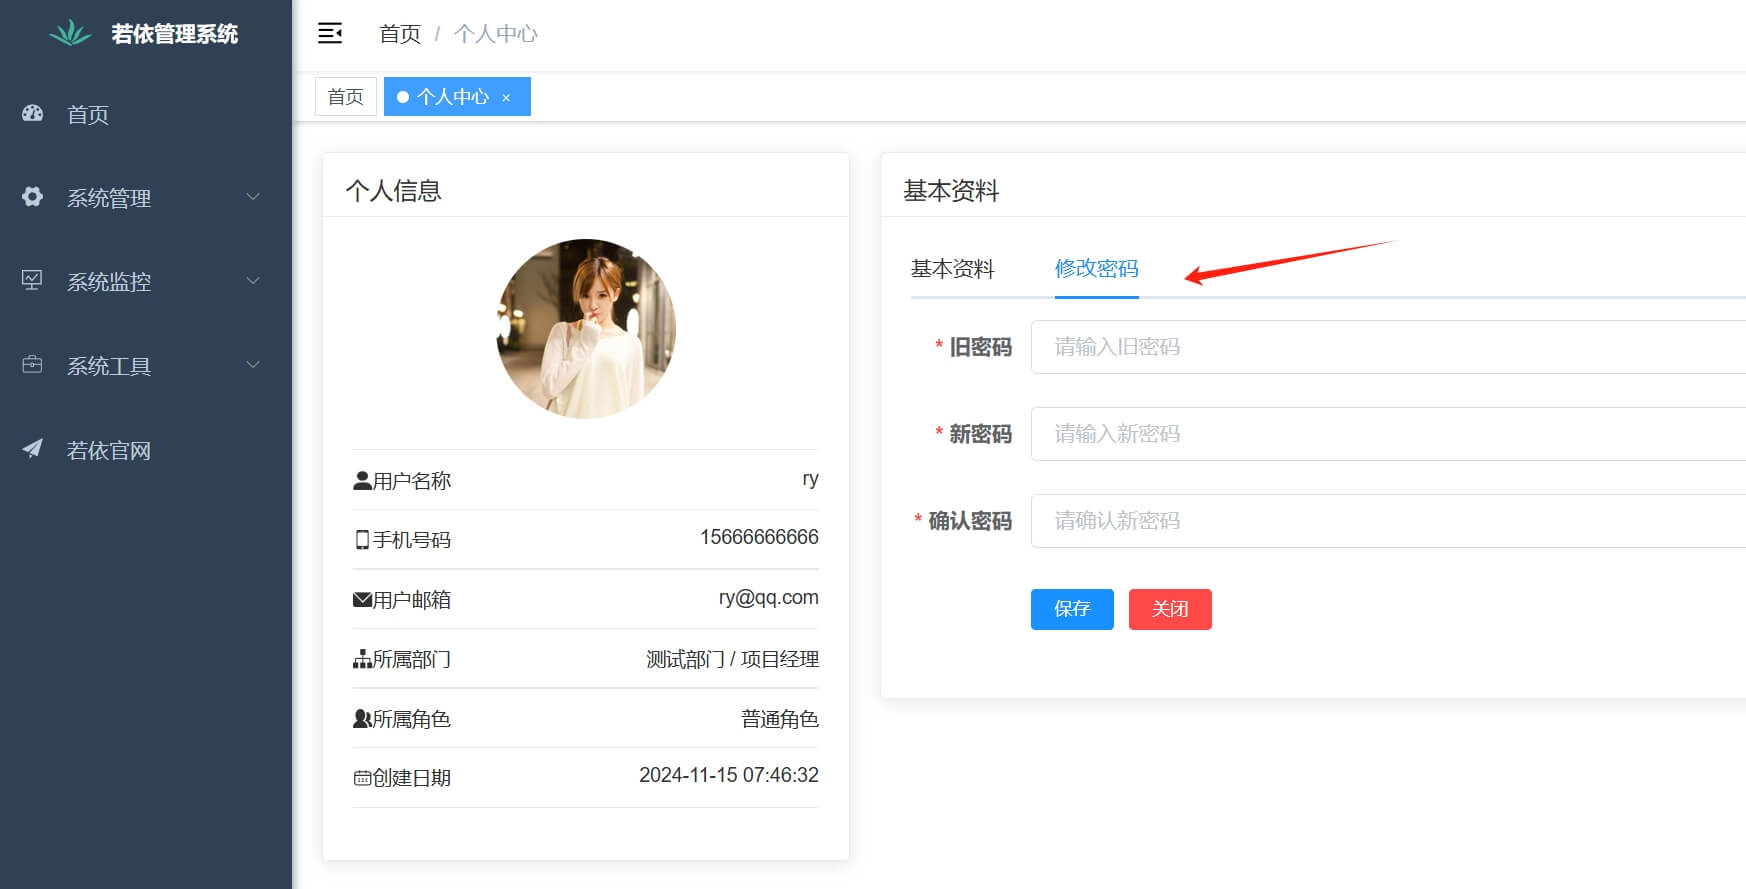 若依管理系统
首页
系统管理
系统监控
系统工具
若依官网
首页 / 个人中心
首页
个人中心 ×
个人信息
用户名称 ry
手机号码 15666666666
用户邮箱 ry@qq.com
所属部门 测试部门 / 项目经理
所属角色 普通角色
创建日期 2024-11-15 07:46:32
基本资料
基本资料 修改密码
* 旧密码 请输入旧密码
* 新密码 请输入新密码
* 确认密码 请确认新密码
保存 关闭